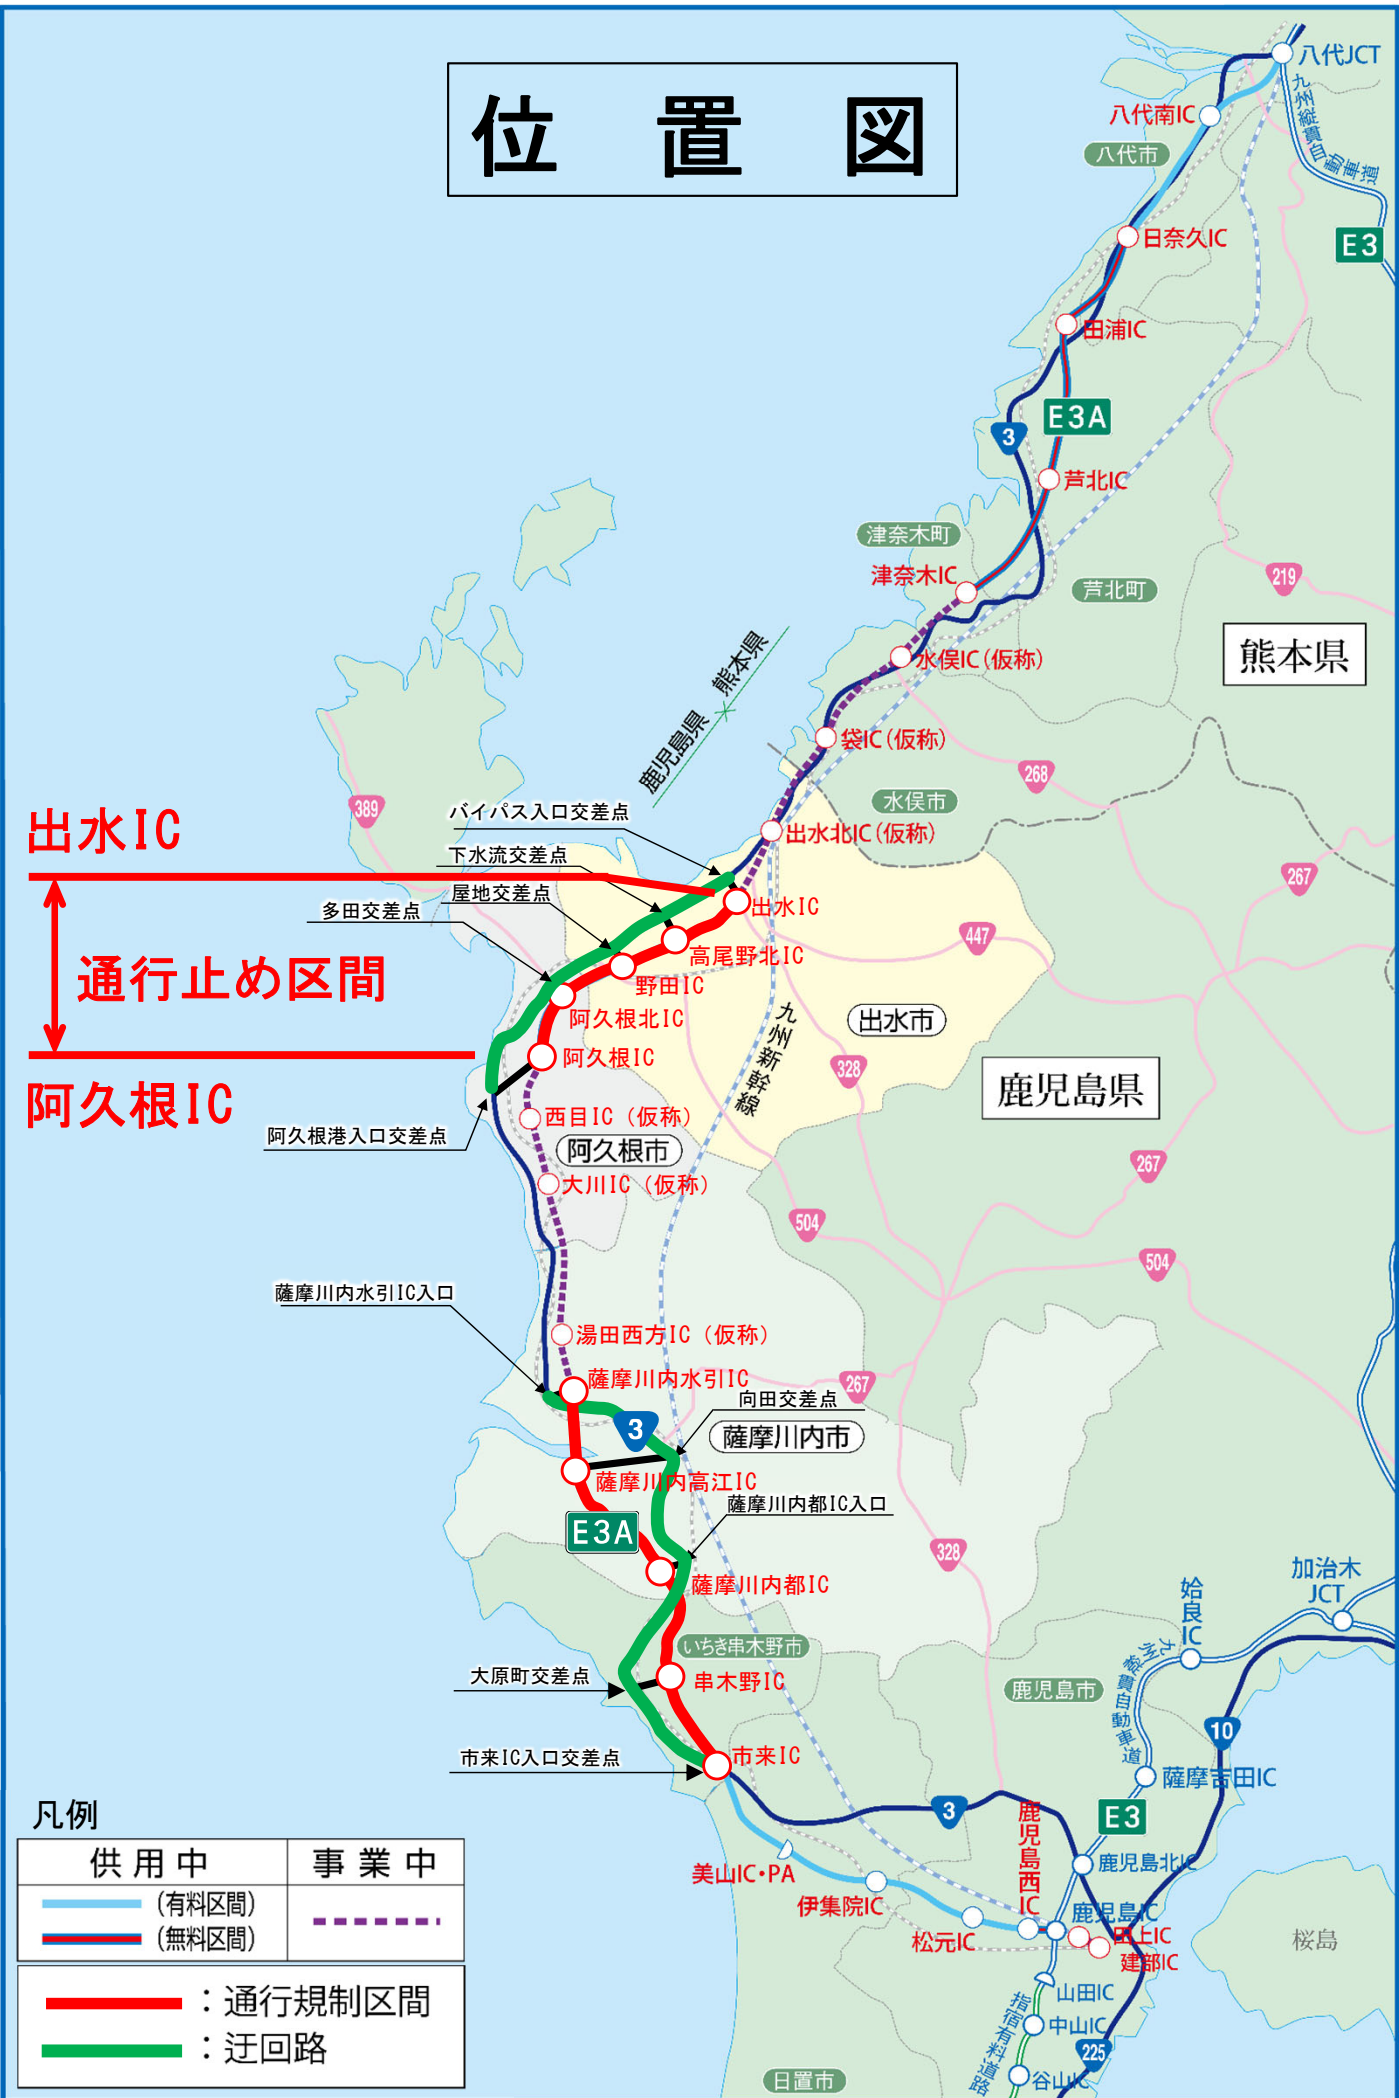 位 置 図
八代JCT
八代南IC
八代市
九州縦貫自動車道
日奈久IC
E3
田浦IC
E3A
3
芦北IC
津奈木町
津奈木IC
芦北町
219
熊本県
水俣IC(仮称)
鹿児島県 熊本県
袋IC(仮称)
268
水俣市
389
バイパス入口交差点
出水IC
出水北IC(仮称)
下水流交差点
267
屋地交差点
多田交差点
出水IC
447
高尾野北IC
通行止め区間
野田IC
阿久根北IC
出水市
九州新幹線
阿久根IC
328
鹿児島県
阿久根IC
西目IC(仮称)
阿久根港入口交差点
阿久根市
267
大川IC(仮称)
504
504
薩摩川内水引IC入口
湯田西方IC(仮称)
薩摩川内水引IC
267
向田交差点
3
薩摩川内市
薩摩川内高江IC
薩摩川内都IC入口
E3A
328
薩摩川内都IC
加治木
JCT
姶良IC
いちき串木野市
九州縦貫自動車道
大原町交差点
串木野IC
鹿児島市
10
市来IC入口交差点
市来IC
薩摩吉田IC
3
E3
鹿児島西IC
鹿児島北IC
美山IC・PA
伊集院IC
松元IC
鹿児島IC
田上IC
建部IC
桜島
山田IC
指宿有料道路
中山IC
225
谷山IC
日置市
凡例
供用中 事業中
(有料区間)
(無料区間)
：通行規制区間
：迂回路